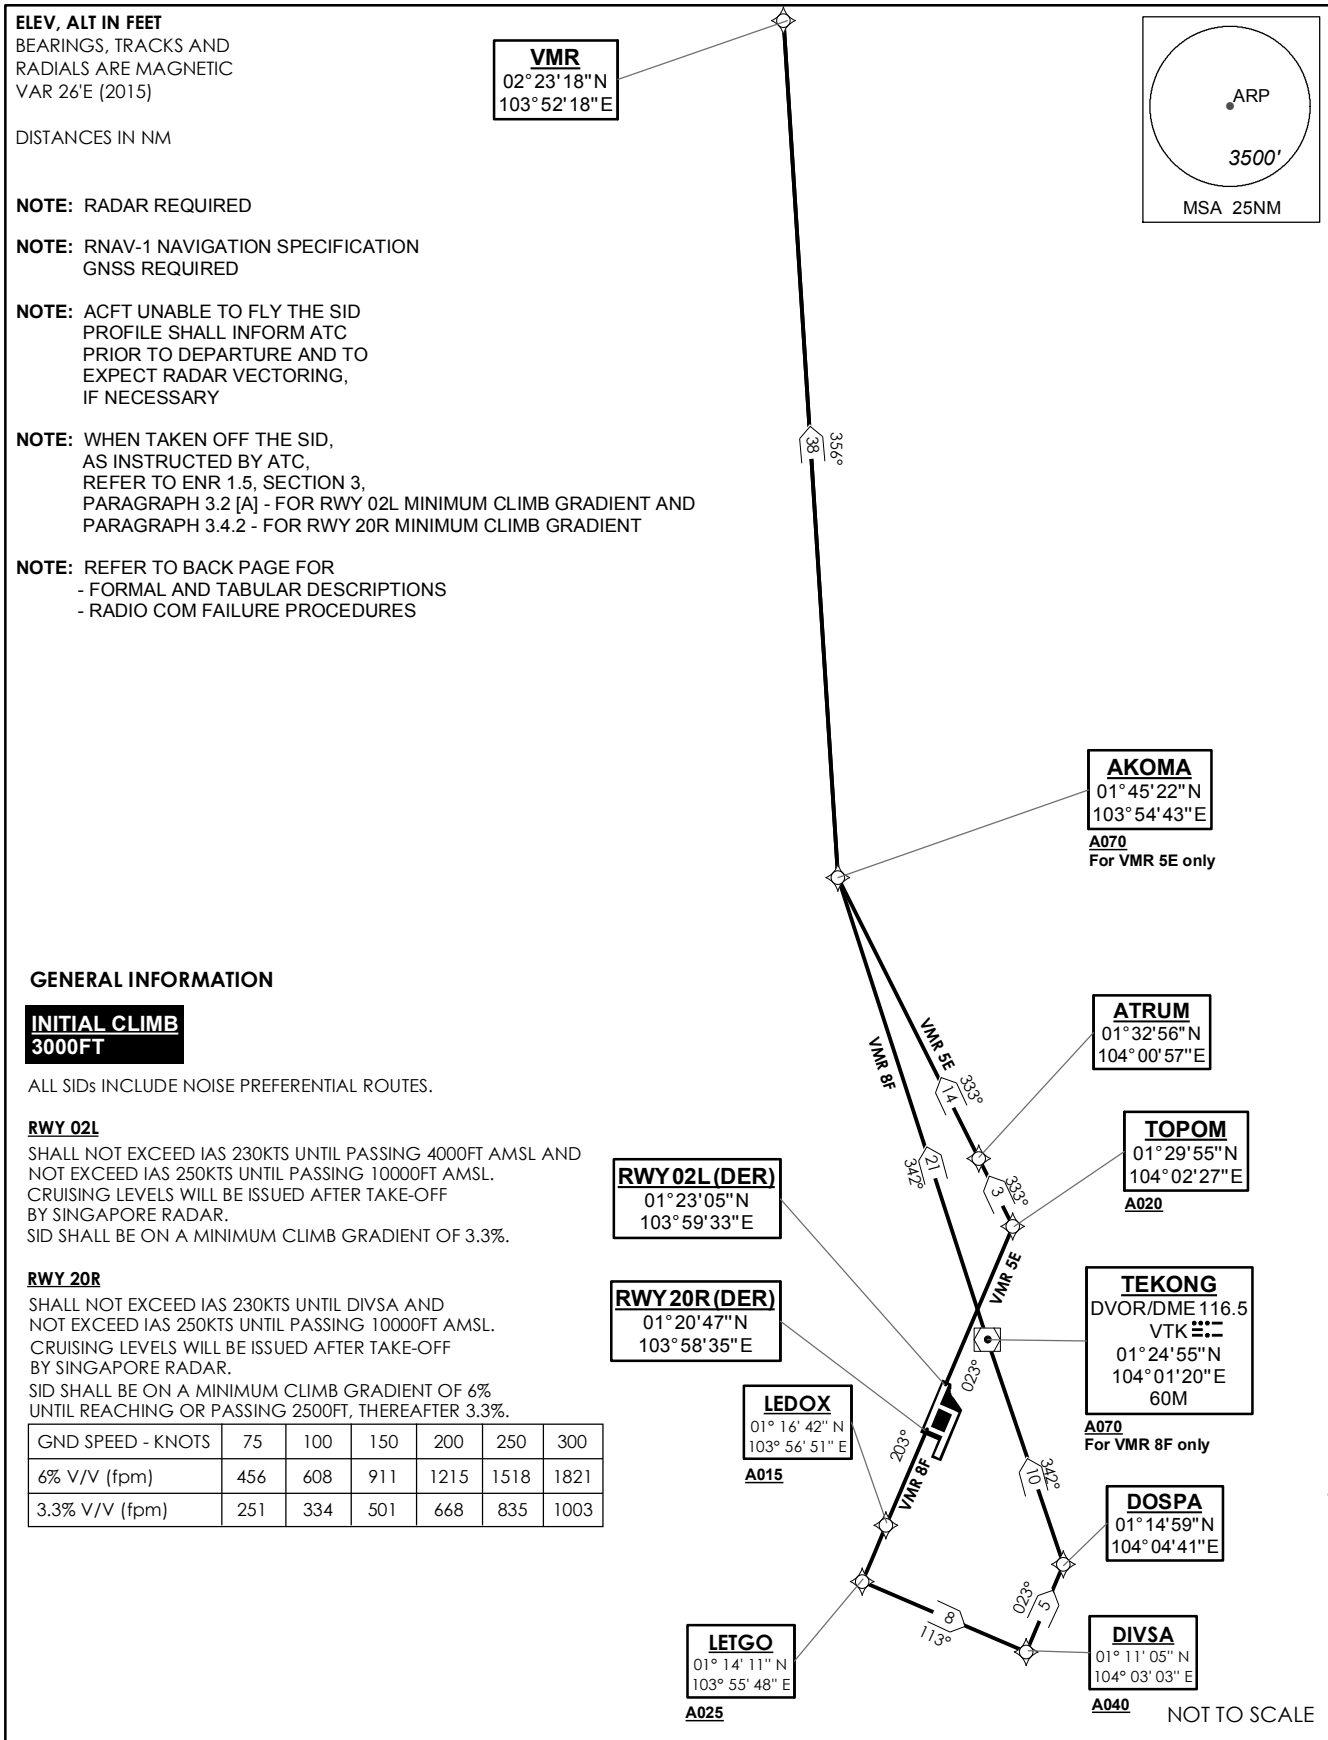 ELEV, ALT IN FEET
BEARINGS, TRACKS AND
RADIALS ARE MAGNETIC
VAR 26'E (2015)
DISTANCES IN NM
NOTE: RADAR REQUIRED
NOTE: RNAV-1 NAVIGATION SPECIFICATION
GNSS REQUIRED
NOTE: ACFT UNABLE TO FLY THE SID
PROFILE SHALL INFORM ATC
PRIOR TO DEPARTURE AND TO
EXPECT RADAR VECTORING,
IF NECESSARY
NOTE: WHEN TAKEN OFF THE SID,
AS INSTRUCTED BY ATC,
REFER TO ENR 1.5, SECTION 3,
PARAGRAPH 3.2 [A] - FOR RWY 02L MINIMUM CLIMB GRADIENT AND
PARAGRAPH 3.4.2 - FOR RWY 20R MINIMUM CLIMB GRADIENT
NOTE: REFER TO BACK PAGE FOR
- FORMAL AND TABULAR DESCRIPTIONS
- RADIO COM FAILURE PROCEDURES
VMR
02°23'18"N
103°52'18"E
ARP
3500'
MSA 25NM
38
356°
AKOMA
01°45'22"N
103°54'43"E
A070
For VMR 5E only
GENERAL INFORMATION
INITIAL CLIMB
3000FT
ALL SIDs INCLUDE NOISE PREFERENTIAL ROUTES.
RWY 02L
SHALL NOT EXCEED IAS 230KTS UNTIL PASSING 4000FT AMSL AND
NOT EXCEED IAS 250KTS UNTIL PASSING 10000FT AMSL.
CRUISING LEVELS WILL BE ISSUED AFTER TAKE-OFF
BY SINGAPORE RADAR.
SID SHALL BE ON A MINIMUM CLIMB GRADIENT OF 3.3%.
RWY 20R
SHALL NOT EXCEED IAS 230KTS UNTIL DIVSA AND
NOT EXCEED IAS 250KTS UNTIL PASSING 10000FT AMSL.
CRUISING LEVELS WILL BE ISSUED AFTER TAKE-OFF
BY SINGAPORE RADAR.
SID SHALL BE ON A MINIMUM CLIMB GRADIENT OF 6%
UNTIL REACHING OR PASSING 2500FT, THEREAFTER 3.3%.
GND SPEED - KNOTS 75 100 150 200 250 300
6% V/V (fpm) 456 608 911 1215 1518 1821
3.3% V/V (fpm) 251 334 501 668 835 1003
VMR 8F
VMR 5E
14
333°
21
342°
3
333°
VMR 5E
023°
ATRUM
01°32'56"N
104°00'57"E
TOPOM
01°29'55"N
104°02'27"E
A020
RWY 02L (DER)
01°23'05"N
103°59'33"E
RWY 20R (DER)
01°20'47"N
103°58'35"E
TEKONG
DVOR/DME 116.5
VTK
01°24'55"N
104°01'20"E
60M
A070
For VMR 8F only
LEDOX
01° 16' 42" N
103° 56' 51" E
A015
203°
VMR 8F
10
342°
DOSPA
01°14'59"N
104°04'41"E
023°
5
8
113°
LETGO
01° 14' 11" N
103° 55' 48" E
A025
DIVSA
01° 11' 05" N
104° 03' 03" E
A040
NOT TO SCALE